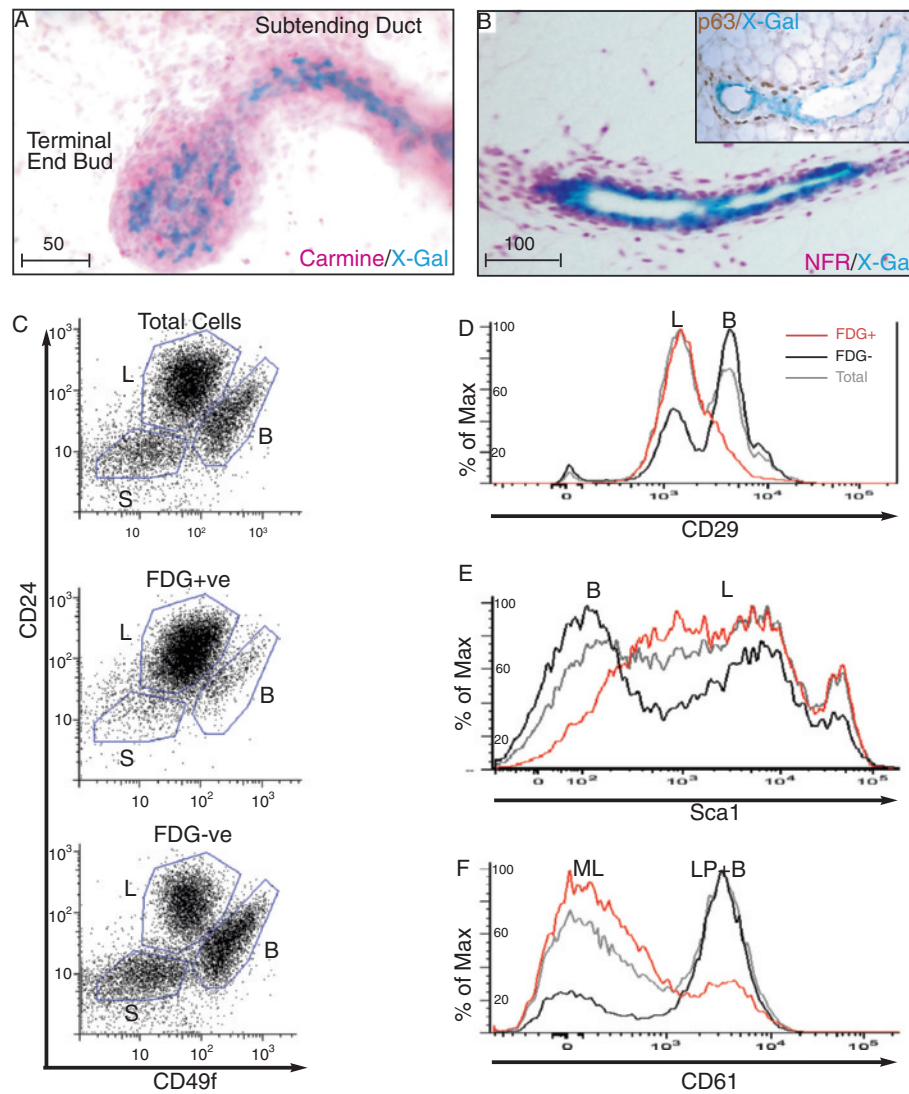 A
Subtending Duct
Terminal
End Bud
50
Carmine/X-Gal
B
p63/X-Gal
100
NFR/X-Gal
C
Total Cells
10³
10²
10
L
B
S
10 10² 10³
FDG+ve
10³
10²
10
L
B
S
10 10² 10³
FDG-ve
10³
10²
10
L
B
S
10 10² 10³
CD24
CD49f
D
L B
FDG+
FDG-
Total
100
60
20
% of Max
0 10³ 10⁴ 10⁵
CD29
E
B L
100
60
20
% of Max
0 10² 10³ 10⁴ 10⁵
Sca1
F
ML LP+B
100
60
20
% of Max
0 10³ 10⁴ 10⁵
CD61